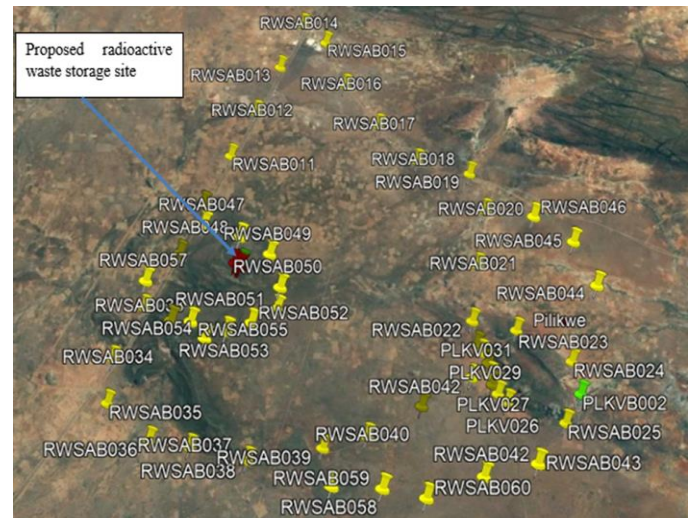 RWSAB014
Proposed radioactive
waste storage site
RWSAB015
RWSAB013
RWSAB016
RWSAB012
RWSAB017
RWSAB011
RWSAB018
RWSAB019
RWSAB047
RWSAB020
RWSAB046
RWSAB048
RWSAB049
RWSAB045
RWSAB057
RWSAB050
RWSAB021
RWSAB044
RWSAB051
RWSAB052
RWSAB054
RWSAB055
RWSAB022
Pilikwe
RWSAB023
RWSAB034
RWSAB053
PLKV031
RWSAB024
PLKV029
RWSAB042
PLKVB002
PLKV027
RWSAB035
PLKV026
RWSAB025
RWSAB036
RWSAB037
RWSAB040
RWSAB038
RWSAB039
RWSAB042
RWSAB043
RWSAB059
RWSAB060
RWSAB058